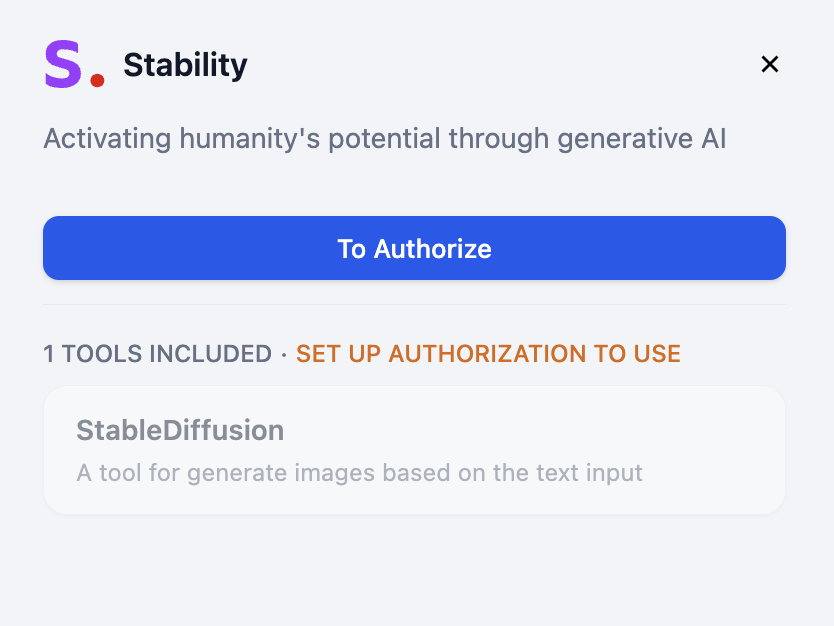 S. Stability
Activating humanity's potential through generative AI
To Authorize
1 TOOLS INCLUDED · SET UP AUTHORIZATION TO USE
StableDiffusion
A tool for generate images based on the text input